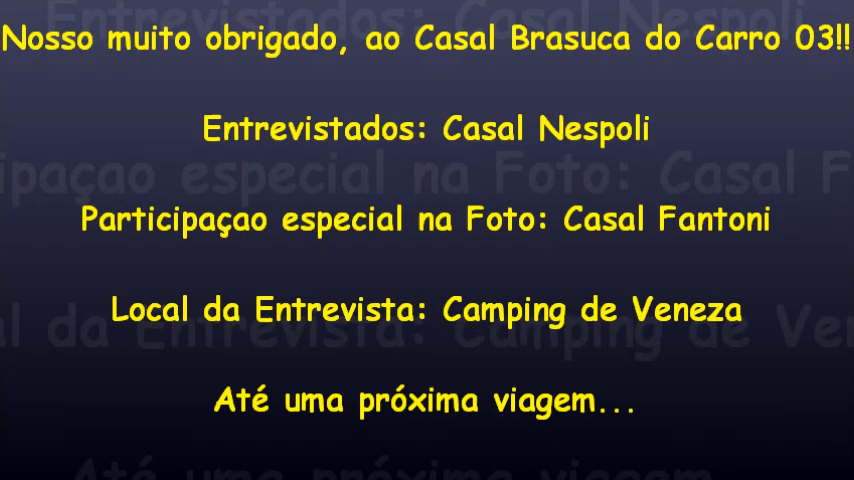 Nosso muito obrigado, ao Casal Brasuca do Carro 03!!
Entrevistados: Casal Nespoli
Participaçao especial na Foto: Casal Fantoni
Local da Entrevista: Camping de Veneza
Até uma próxima viagem...